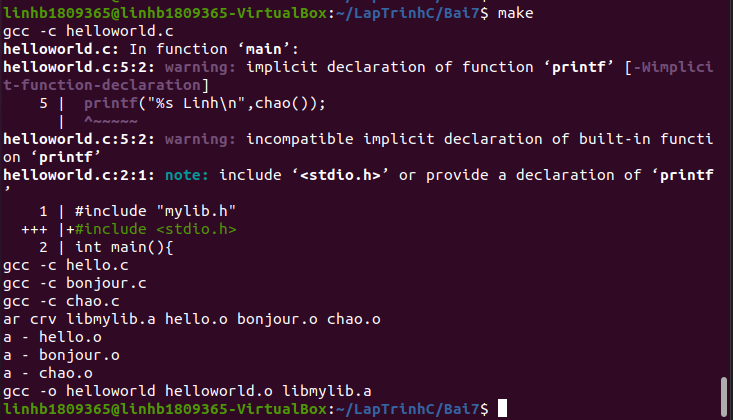 linhb1809365@linhb1809365-VirtualBox:~/LapTrinhC/Bai7$ make
gcc -c helloworld.c
helloworld.c: In function ‘main’:
helloworld.c:5:2: warning: implicit declaration of function ‘printf’ [-Wimplici
t-function-declaration]
    5 |  printf("%s Linh\n",chao());
      |  ^~~~~~
helloworld.c:5:2: warning: incompatible implicit declaration of built-in functi
on ‘printf’
helloworld.c:2:1: note: include ‘<stdio.h>’ or provide a declaration of ‘printf
’
    1 | #include "mylib.h"
  +++ |+#include <stdio.h>
    2 | int main(){
gcc -c hello.c
gcc -c bonjour.c
gcc -c chao.c
ar crv libmylib.a hello.o bonjour.o chao.o
a - hello.o
a - bonjour.o
a - chao.o
gcc -o helloworld helloworld.o libmylib.a
linhb1809365@linhb1809365-VirtualBox:~/LapTrinhC/Bai7$